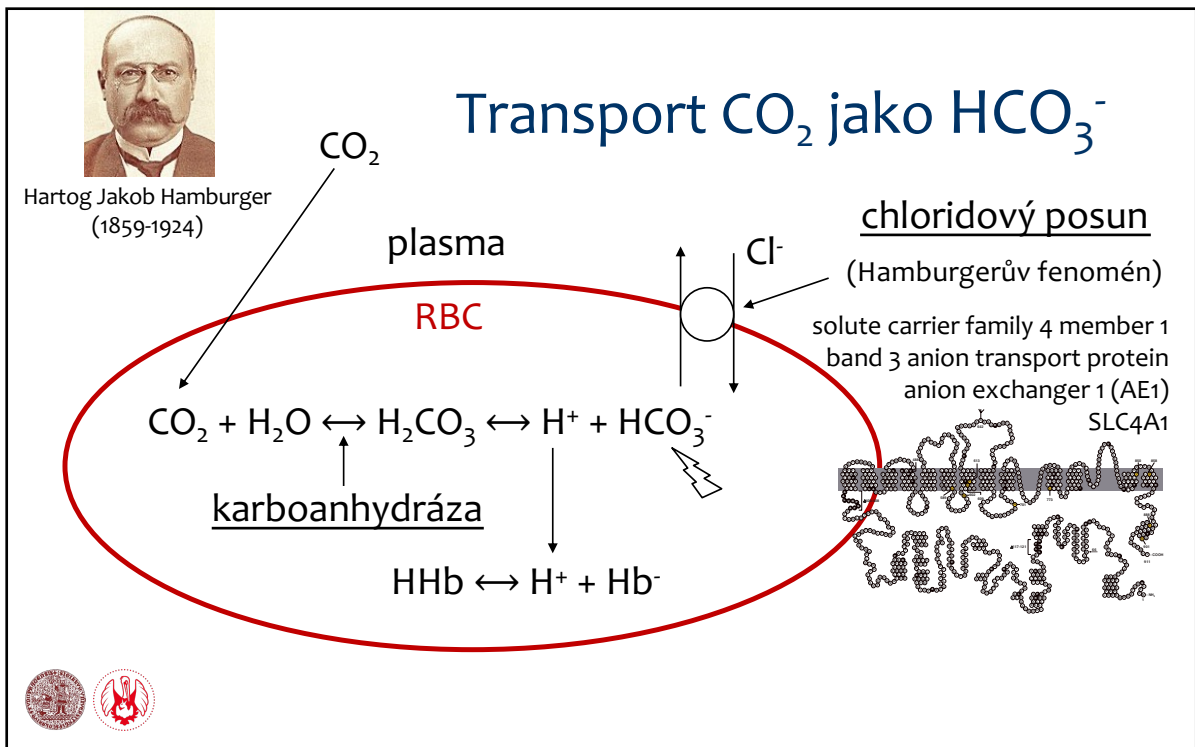 Transport CO₂ jako HCO₃⁻
Hartog Jakob Hamburger
(1859-1924)
CO₂
plasma
RBC
Cl⁻
chloridový posun
(Hamburgerův fenomén)
solute carrier family 4 member 1
band 3 anion transport protein
anion exchanger 1 (AE1)
SLC4A1
CO₂ + H₂O ↔ H₂CO₃ ↔ H⁺ + HCO₃⁻
karboanhydráza
HHb ↔ H⁺ + Hb⁻